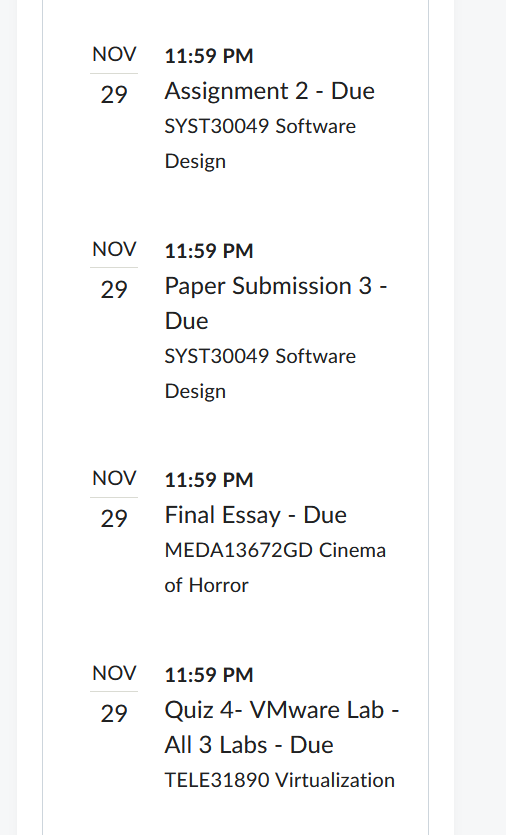 NOV
29
11:59 PM
Assignment 2 - Due
SYST30049 Software
Design
NOV
29
11:59 PM
Paper Submission 3 -
Due
SYST30049 Software
Design
NOV
29
11:59 PM
Final Essay - Due
MEDA13672GD Cinema
of Horror
NOV
29
11:59 PM
Quiz 4- VMware Lab -
All 3 Labs - Due
TELE31890 Virtualization